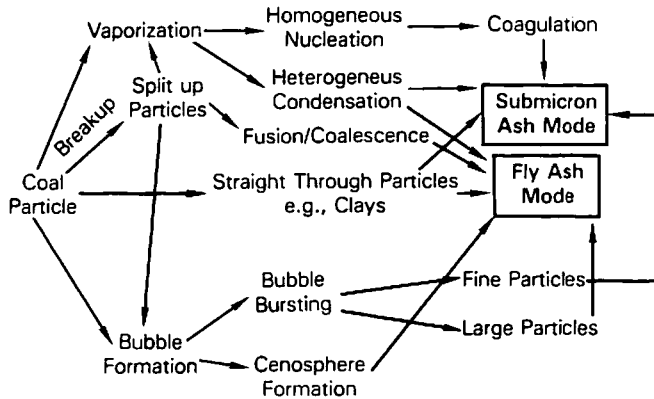 Homogeneous
Nucleation
Coagulation
Vaporization
Split up
Particles
Breakup
Heterogeneus
Condensation
Submicron
Ash Mode
Fusion/Coalescence
Coal
Particle
Straight Through Particles
e.g., Clays
Fly Ash
Mode
Bubble
Bursting
Fine Particles
Large Particles
Bubble
Formation
Cenosphere
Formation